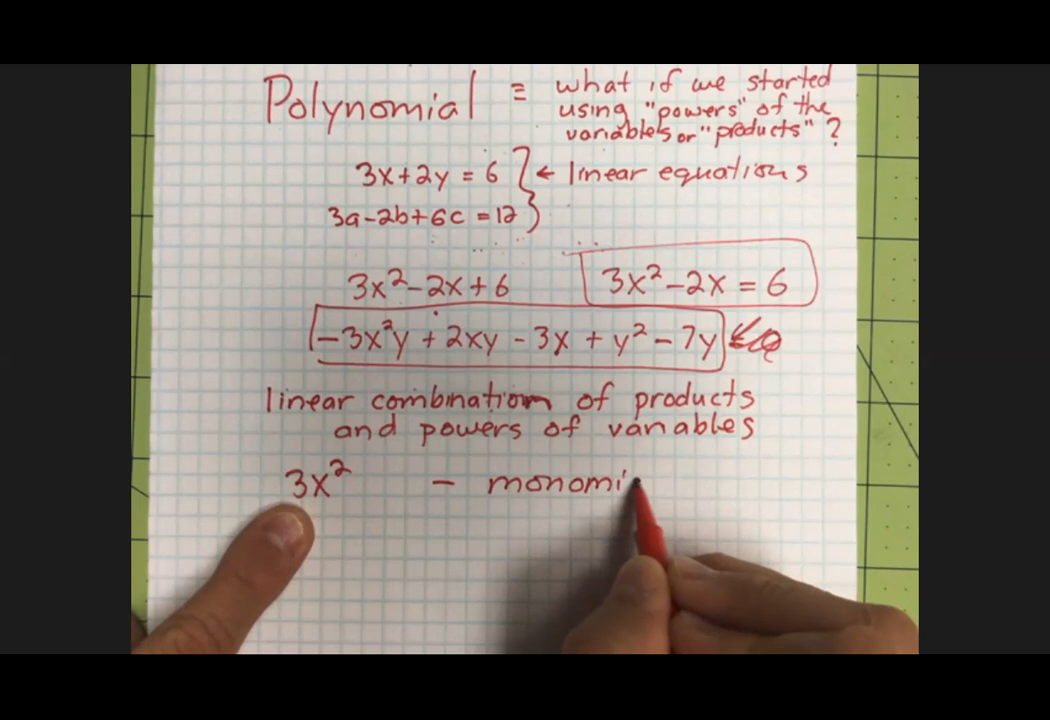 Polynomial = what if we started
using "powers" of the
variables or "products"?
3x+2y = 6 } ← linear equations
3a-2b+6c = 12
3x²-2x+6 3x²-2x = 6
-3x²y + 2xy - 3x + y² - 7y
linear combination of products
and powers of variables
3x² - monomi